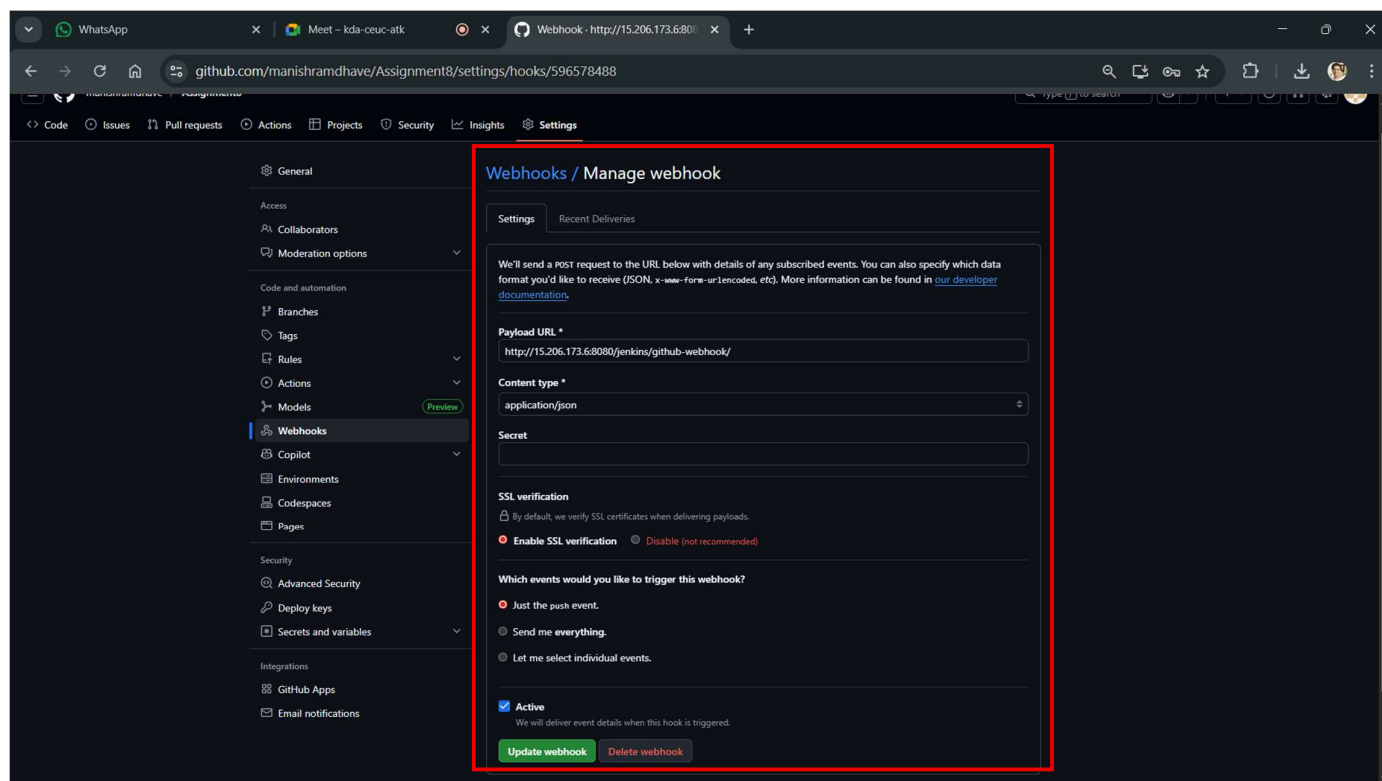 WhatsApp
Meet – kda-ceuc-atk
Webhook · http://15.206.173.6:808
github.com/manishramdhave/Assignment8/settings/hooks/596578488
Code Issues Pull requests Actions Projects Security Insights Settings
General
Access
Collaborators
Moderation options
Code and automation
Branches
Tags
Rules
Actions
Models Preview
Webhooks
Copilot
Environments
Codespaces
Pages
Security
Advanced Security
Deploy keys
Secrets and variables
Integrations
GitHub Apps
Email notifications
Webhooks / Manage webhook
Settings Recent Deliveries
We'll send a POST request to the URL below with details of any subscribed events. You can also specify which data
format you'd like to receive (JSON, x-www-form-urlencoded, etc). More information can be found in our developer
documentation.
Payload URL *
http://15.206.173.6:8080/jenkins/github-webhook/
Content type *
application/json
Secret
SSL verification
By default, we verify SSL certificates when delivering payloads.
Enable SSL verification Disable (not recommended)
Which events would you like to trigger this webhook?
Just the push event.
Send me everything.
Let me select individual events.
Active
We will deliver event details when this hook is triggered.
Update webhook Delete webhook